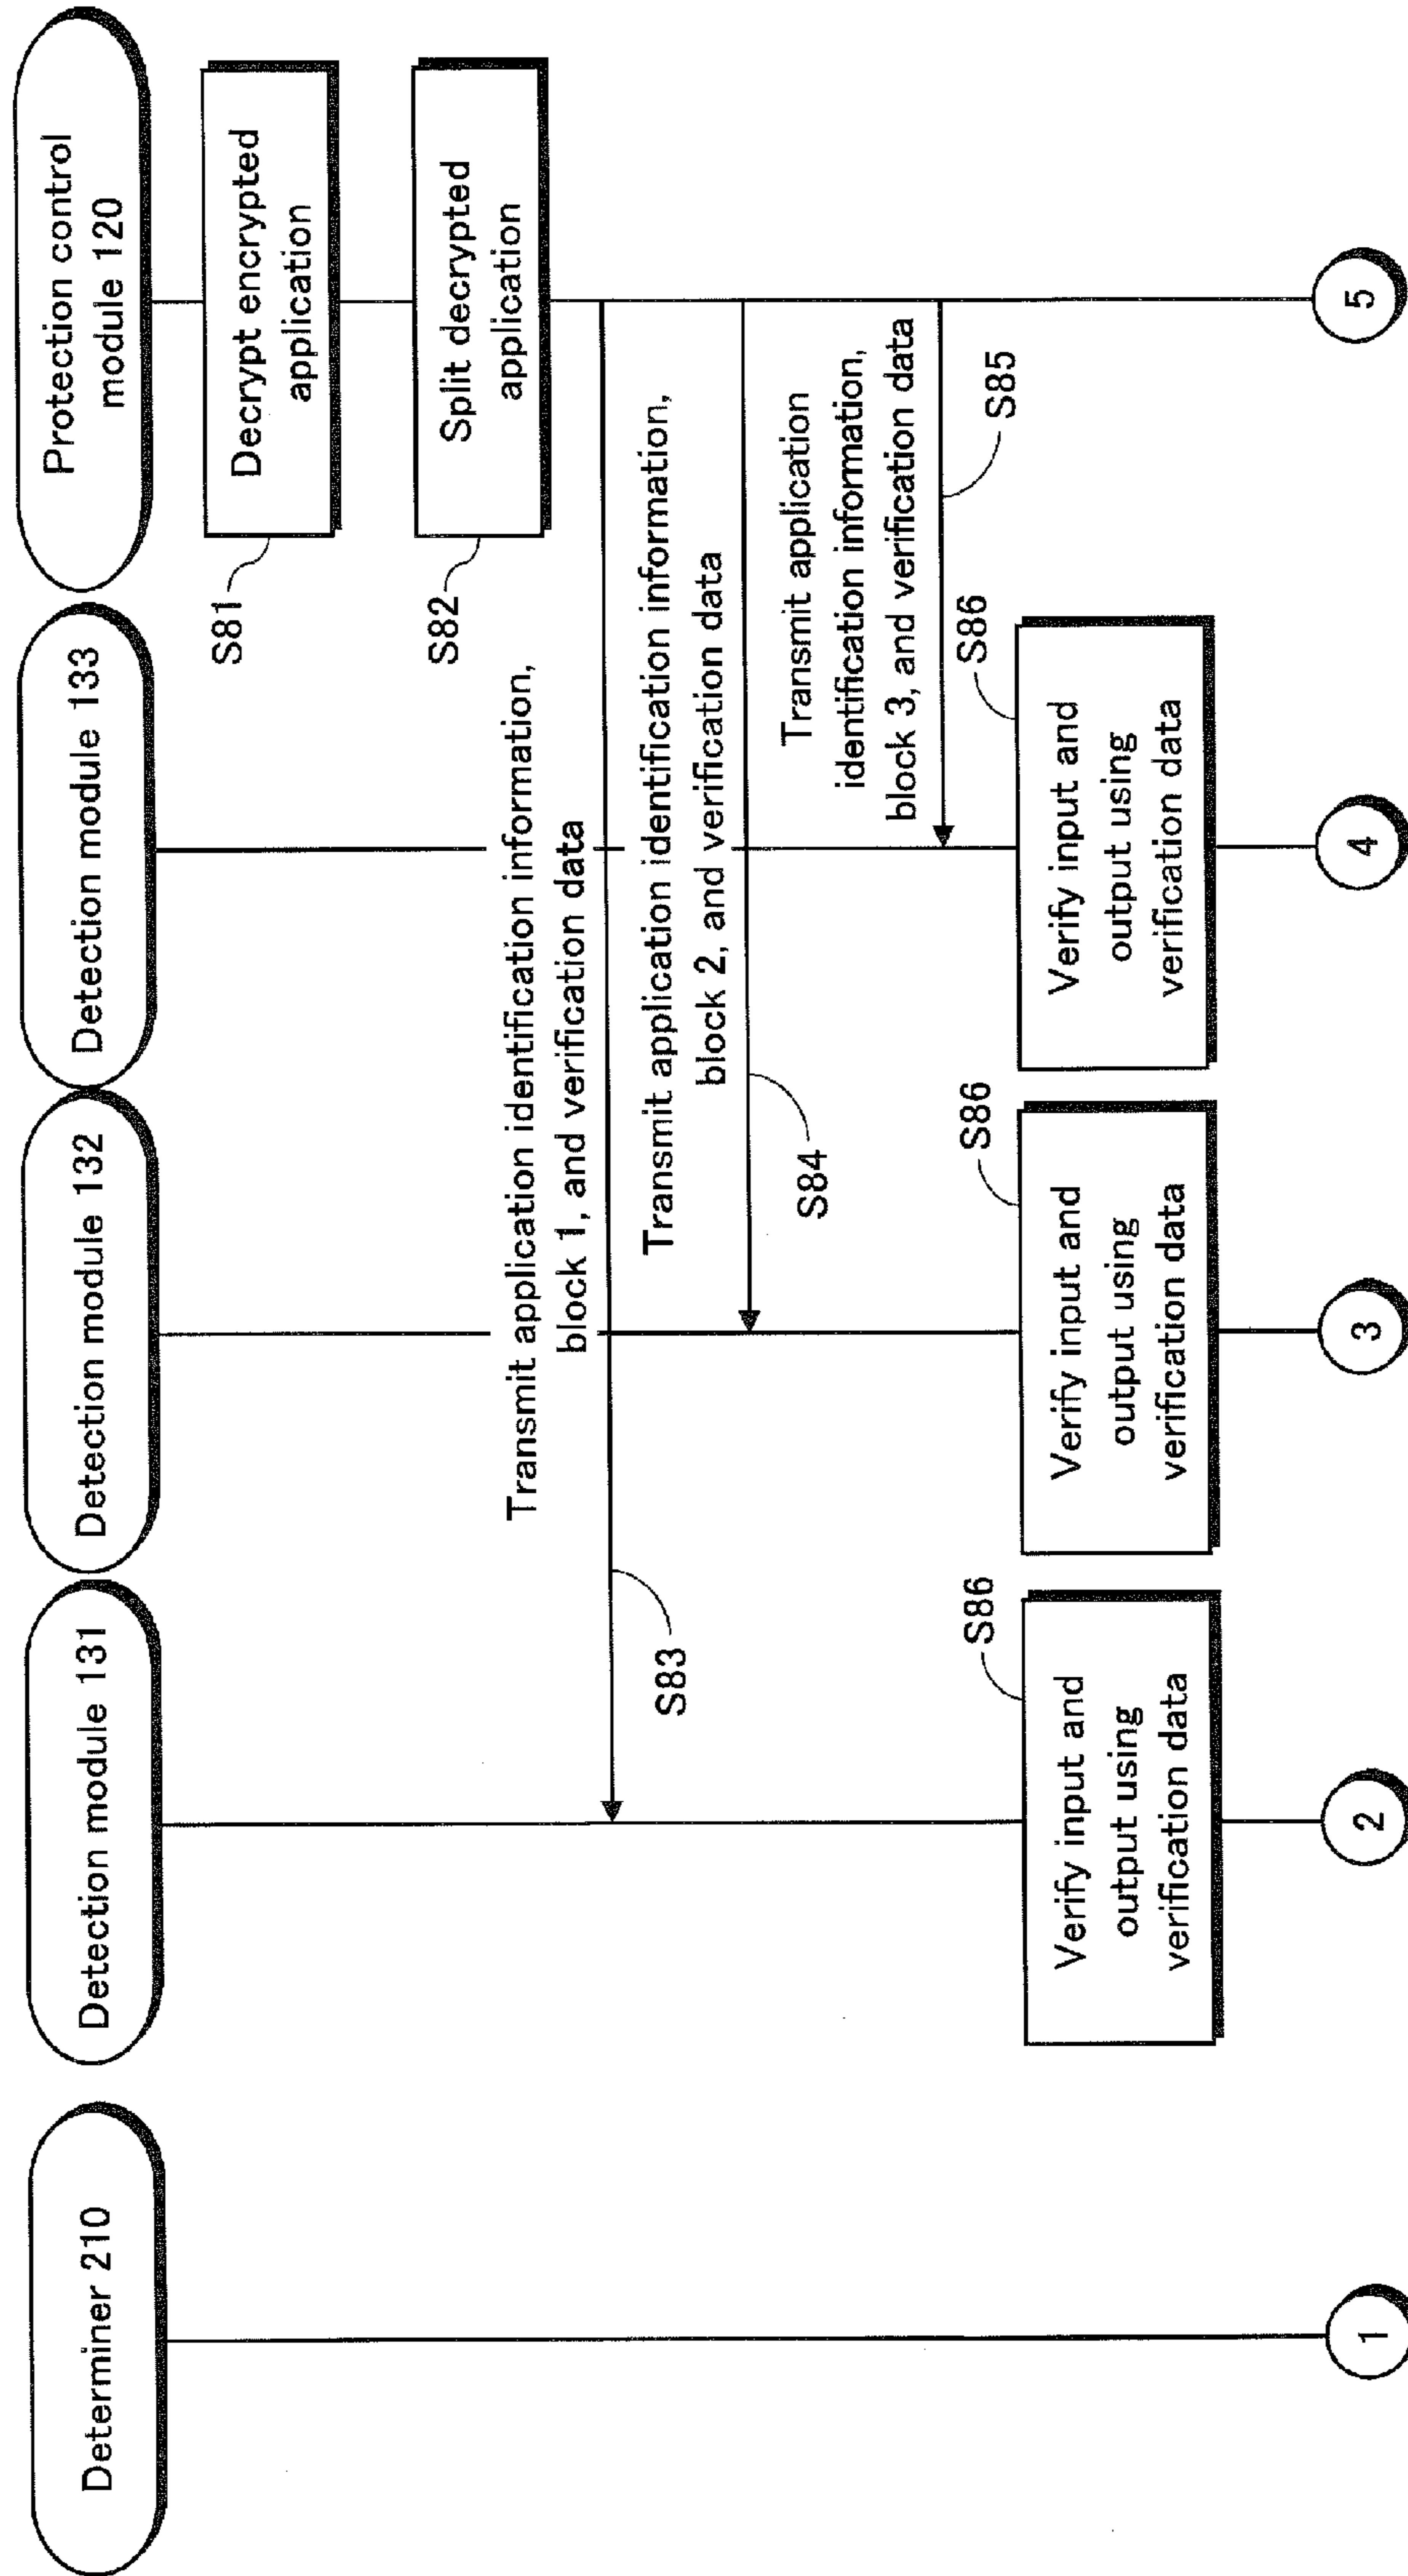 Determiner 210
Detection module 131
Detection module 132
Detection module 133
Protection control
module 120
S81
Decrypt encrypted
application
S82
Split decrypted
application
Transmit application identification information,
block 1, and verification data
S83
Transmit application identification information,
block 2, and verification data
S84
Transmit application
identification information,
block 3, and verification data
S85
S86
Verify input and
output using
verification data
S86
Verify input and
output using
verification data
S86
Verify input and
output using
verification data
1
2
3
4
5